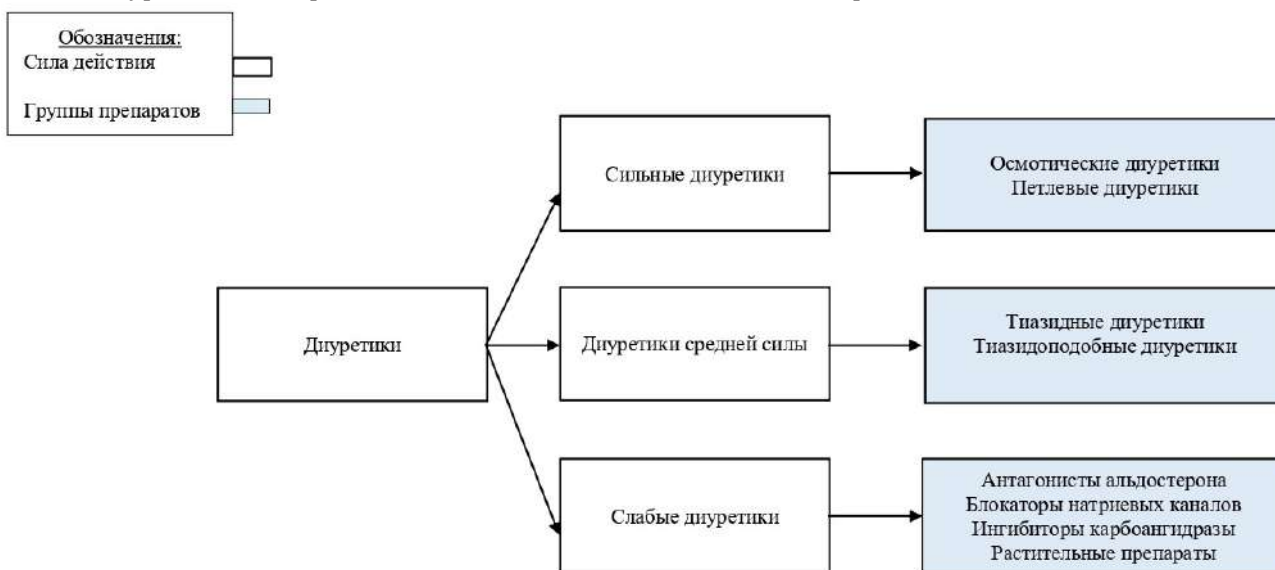 Обозначения:
Сила действия
Группы препаратов
Сильные диуретики
Осмотические диуретики
Петлевые диуретики
Диуретики
Диуретики средней силы
Тиазидные диуретики
Тиазидоподобные диуретики
Слабые диуретики
Антагонисты альдостерона
Блокаторы натриевых каналов
Ингибиторы карбоангидразы
Растительные препараты